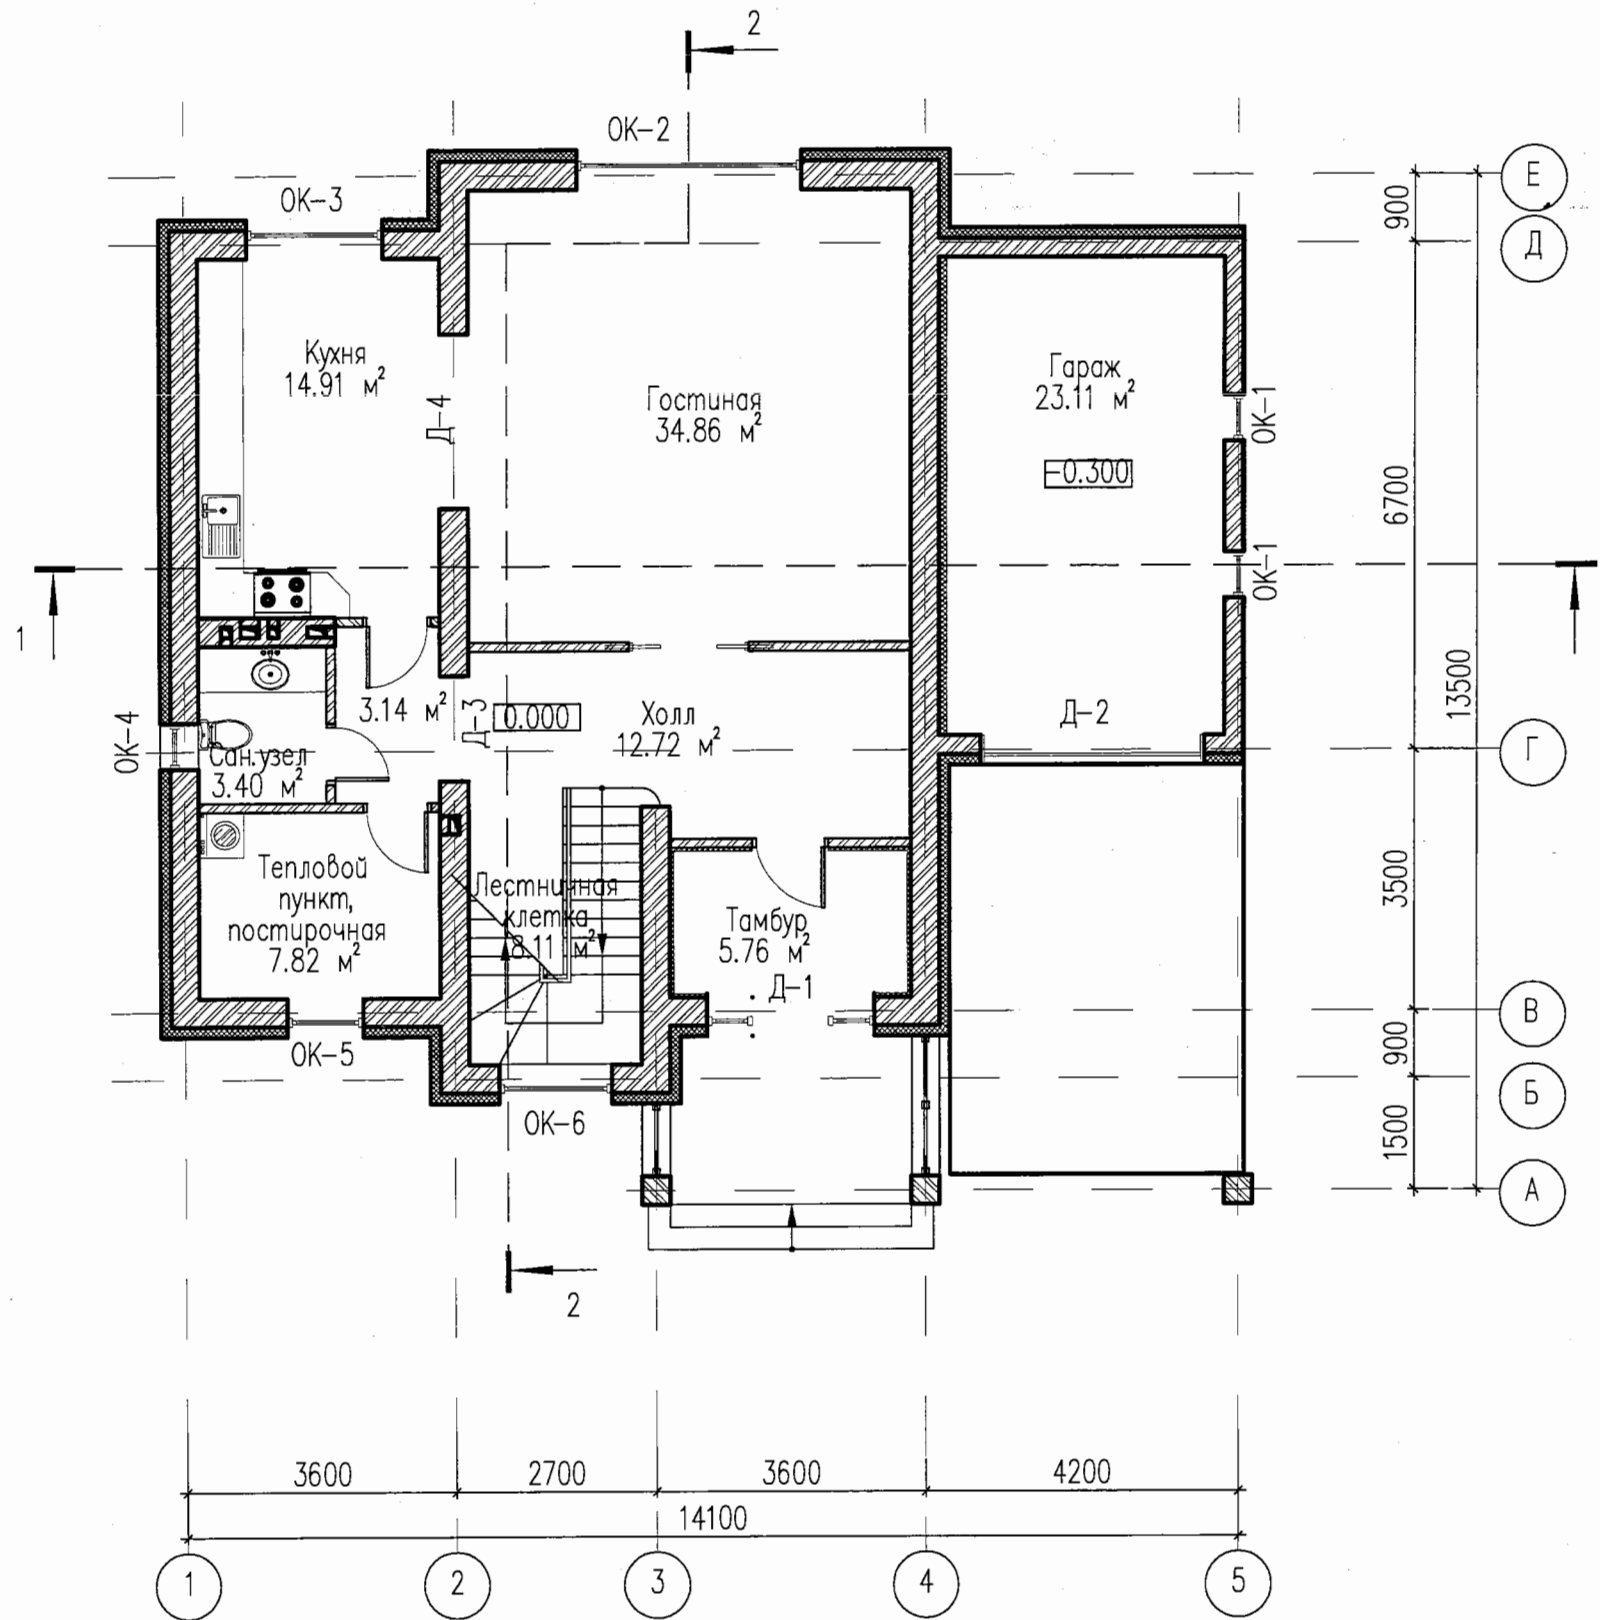 2
ОК-2
ОК-3
Е
900
Д
Кухня
14.91 м²
Гостиная
34.86 м²
Гараж
23.11 м²
Д-4
ОК-1
-0.300
6700
ОК-1
1
13500
3.14 м²
Д-3
0.000
Холл
12.72 м²
Д-2
ОК-4
Сан.узел
3.40 м²
Г
Тепловой
пункт,
постирочная
7.82 м²
Лестничная
клетка
8.11 м²
Тамбур
5.76 м²
Д-1
3500
В
ОК-5
900
Б
ОК-6
1500
А
2
3600
2700
3600
4200
14100
1
2
3
4
5